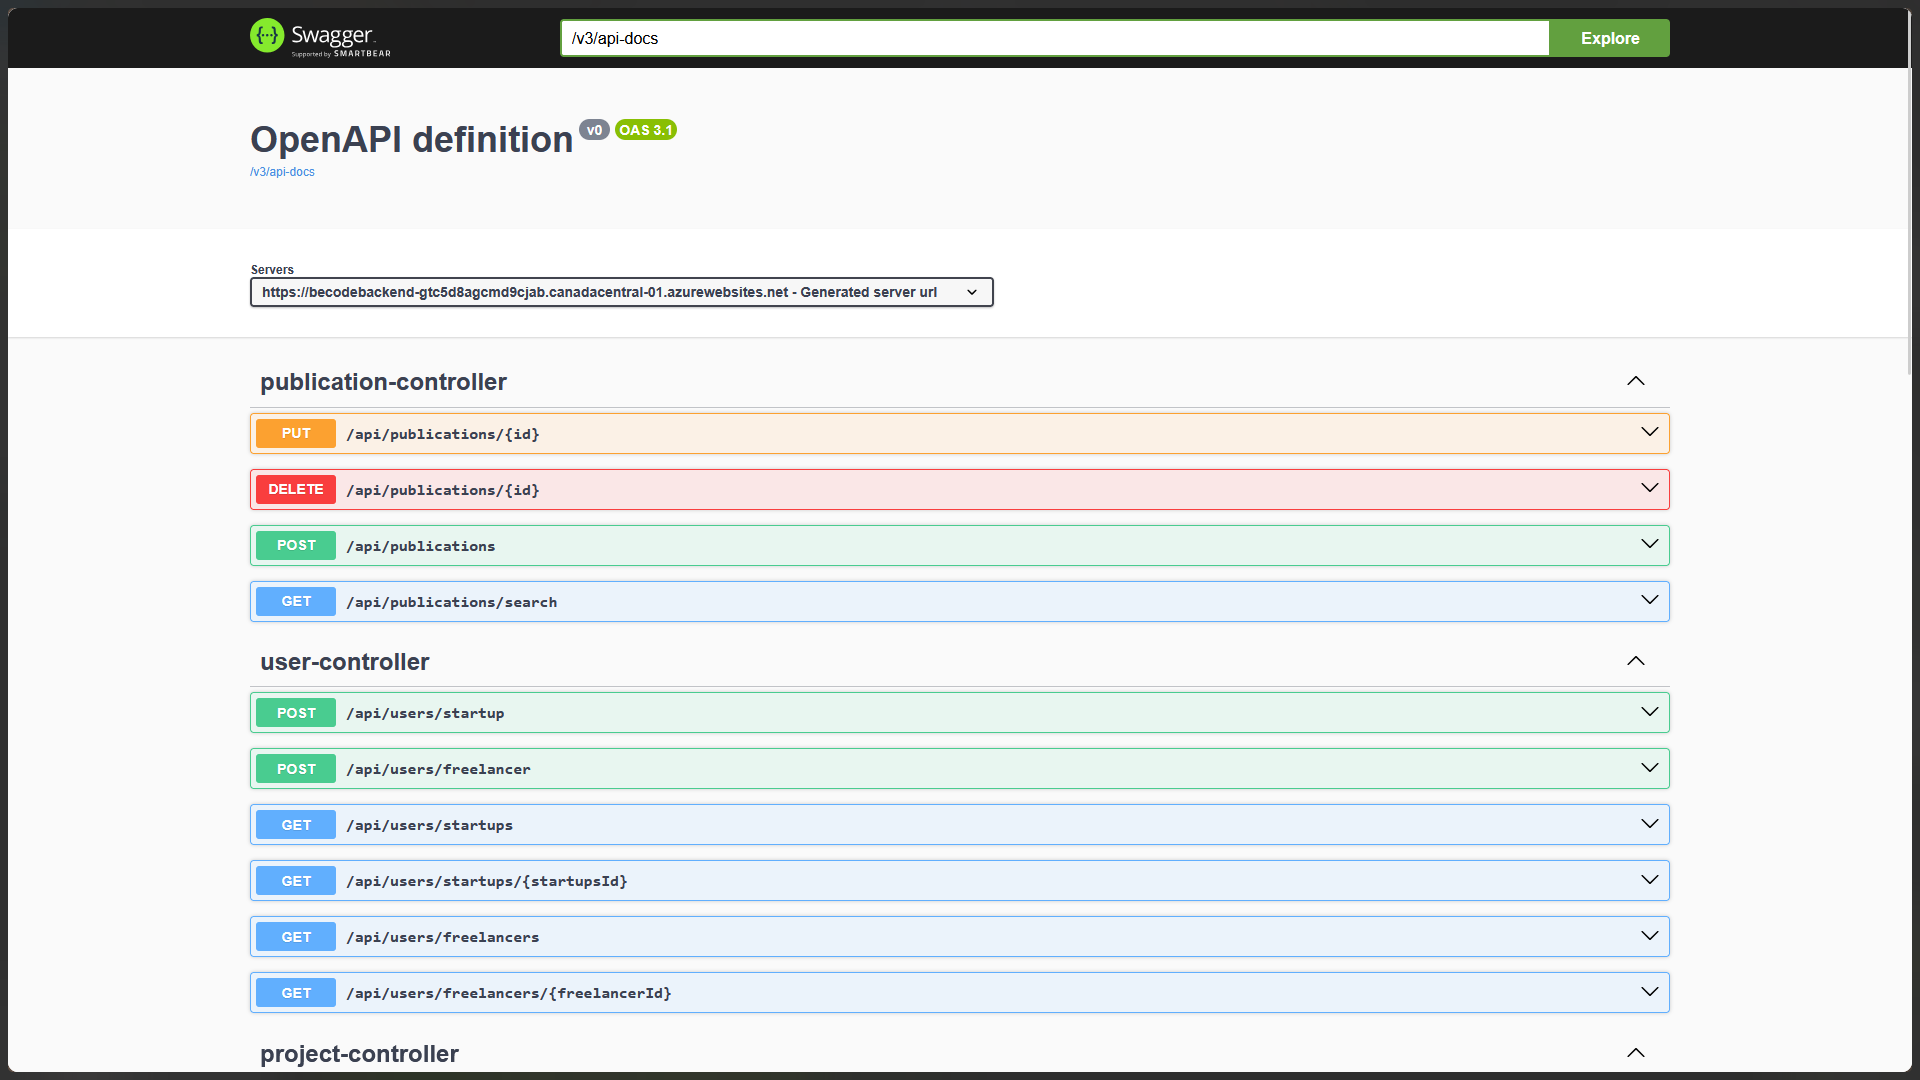 Swagger.
Supported by SMARTBEAR
/v3/api-docs
Explore
OpenAPI definition v0 OAS 3.1
/v3/api-docs
Servers
https://becodebackend-gtc5d8agcmd9cjab.canadacentral-01.azurewebsites.net - Generated server url
publication-controller
PUT /api/publications/{id}
DELETE /api/publications/{id}
POST /api/publications
GET /api/publications/search
user-controller
POST /api/users/startup
POST /api/users/freelancer
GET /api/users/startups
GET /api/users/startups/{startupsId}
GET /api/users/freelancers
GET /api/users/freelancers/{freelancerId}
project-controller